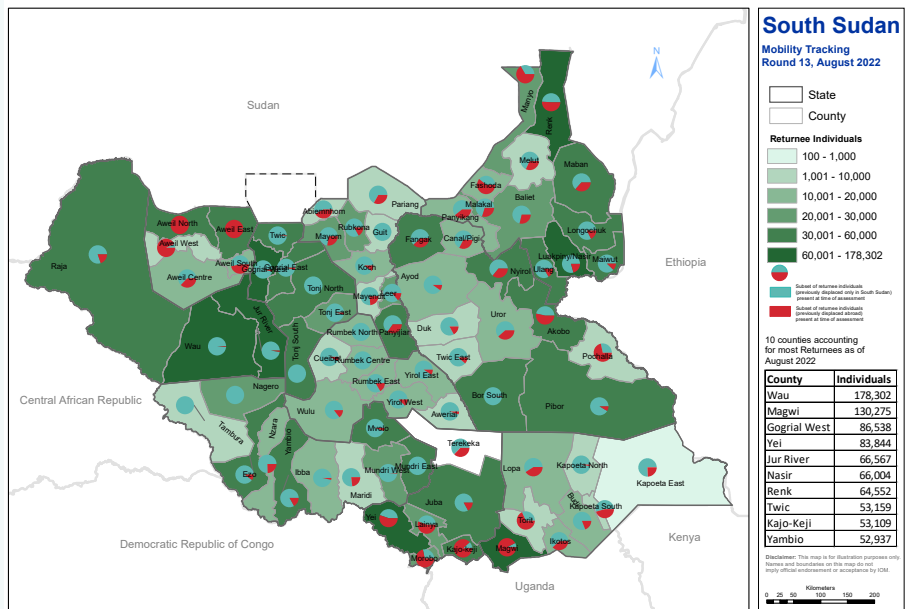 South Sudan
Mobility Tracking
Round 13, August 2022
State
County
Returnee Individuals
100 - 1,000
1,001 - 10,000
10,001 - 20,000
20,001 - 30,000
30,001 - 60,000
60,001 - 178,302
Subset of returnee individuals
(previously displaced only in South Sudan)
present at time of assessment
Subset of returnee individuals
(previously displaced abroad)
present at time of assessment
10 counties accounting
for most Returnees as of
August 2022
County Individuals
Wau 178,302
Magwi 130,275
Gogrial West 86,538
Yei 83,844
Jur River 66,567
Nasir 66,004
Renk 64,552
Twic 53,159
Kajo-Keji 53,109
Yambio 52,937
Disclaimer: This map is for illustration purposes only.
Names and boundaries on this map do not
imply official endorsement or acceptance by IOM.
Kilometers
0 25 50 100 150 200
N
Sudan
Ethiopia
Central African Republic
Democratic Republic of Congo
Uganda
Kenya
Manyo
Renk
Melut
Maban
Fashoda
Malakal
Baliet
Panyikang
Pariang
Abiemnhom
Rubkona
Guit
Mayom
Fangak
Canal/Pigi
Longochuk
Luakpiny/Nasir
Maiwut
Ulang
Nyirol
Aweil North
Aweil East
Aweil West
Aweil South
Aweil Centre
Twic
Gogrial West
Gogrial East
Raja
Koch
Ayod
Tonj North
Mayendit
Leer
Tonj East
Panyijiar
Duk
Uror
Akobo
Pochalla
Jur River
Wau
Tonj South
Rumbek North
Cueibet
Rumbek Centre
Rumbek East
Yirol East
Yirol West
Twic East
Awerial
Bor South
Pibor
Nagero
Tambura
Nzara
Yambio
Wulu
Mvolo
Terekeka
Ezo
Ibba
Maridi
Mundri West
Mundri East
Juba
Lopa
Kapoeta North
Kapoeta East
Kapoeta South
Budi
Torit
Ikotos
Yei
Lainya
Morobo
Kajo-keji
Magwi